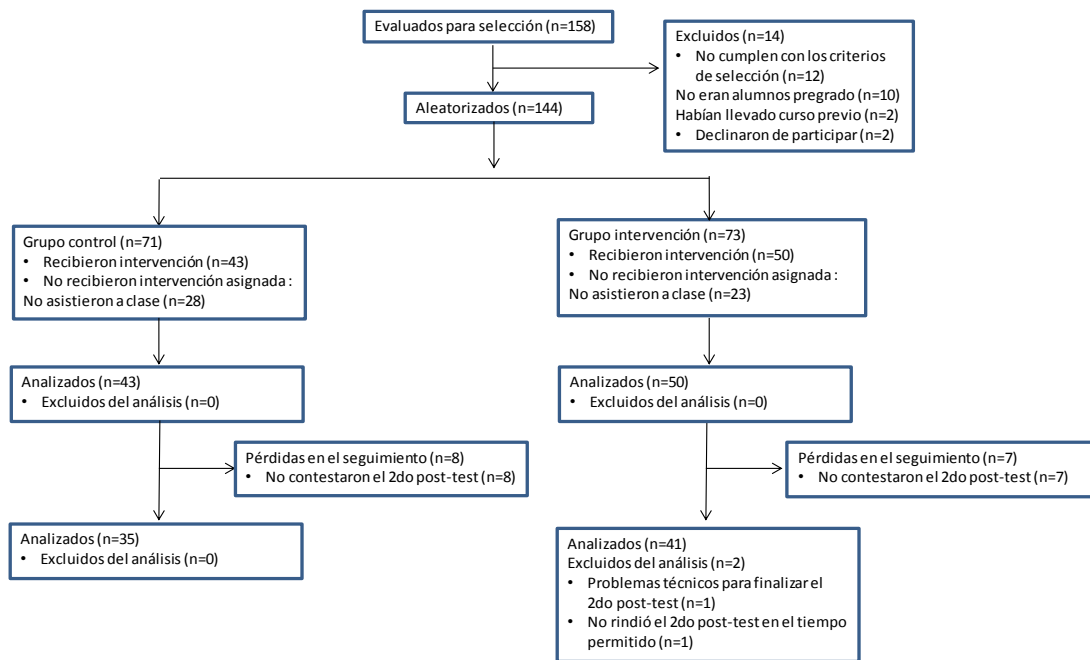 Evaluados para selección (n=158)
Excluidos (n=14)
• No cumplen con los criterios
de selección (n=12)
No eran alumnos pregrado (n=10)
Habían llevado curso previo (n=2)
• Declinaron de participar (n=2)
Aleatorizados (n=144)
Grupo control (n=71)
• Recibieron intervención (n=43)
• No recibieron intervención asignada :
No asistieron a clase (n=28)
Grupo intervención (n=73)
• Recibieron intervención (n=50)
• No recibieron intervención asignada :
No asistieron a clase (n=23)
Analizados (n=43)
• Excluidos del análisis (n=0)
Analizados (n=50)
• Excluidos del análisis (n=0)
Pérdidas en el seguimiento (n=8)
• No contestaron el 2do post-test (n=8)
Pérdidas en el seguimiento (n=7)
• No contestaron el 2do post-test (n=7)
Analizados (n=35)
• Excluidos del análisis (n=0)
Analizados (n=41)
Excluidos del análisis (n=2)
• Problemas técnicos para finalizar el
2do post-test (n=1)
• No rindió el 2do post-test en el tiempo
permitido (n=1)